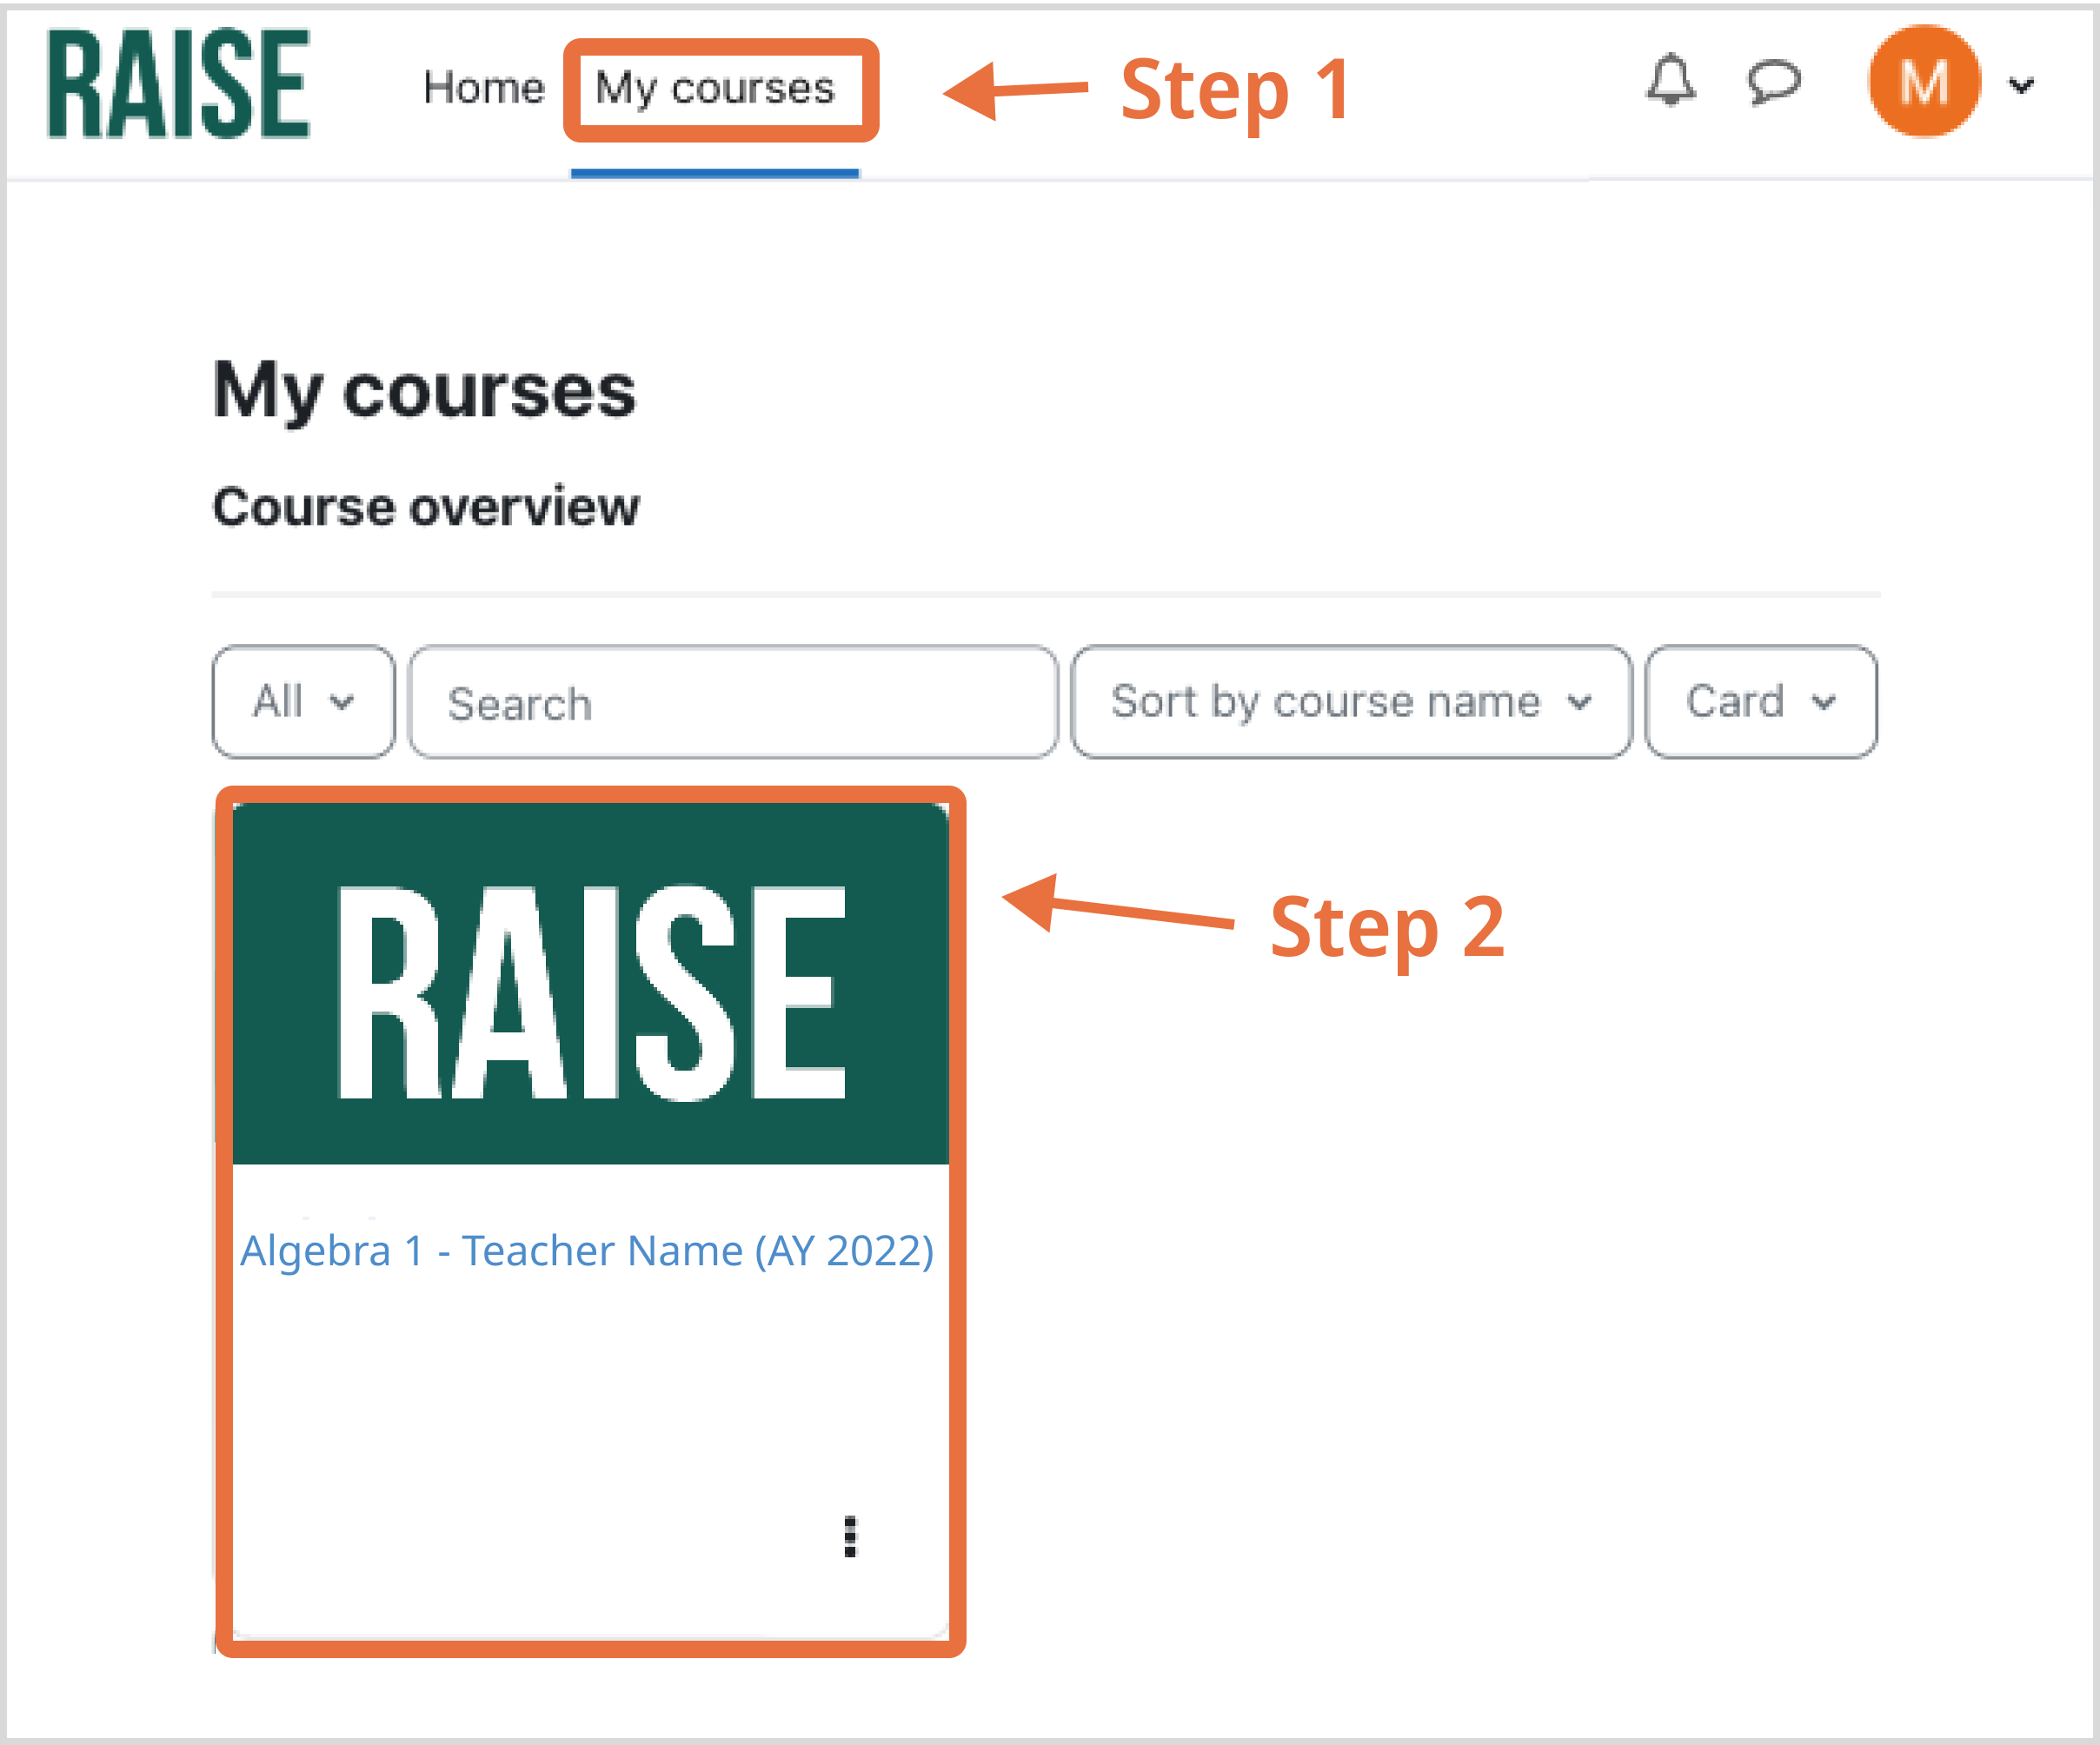 RAISE Home My courses Step 1 M
My courses
Course overview
All Search Sort by course name Card
RAISE
Step 2
Algebra 1 - Teacher Name (AY 2022)